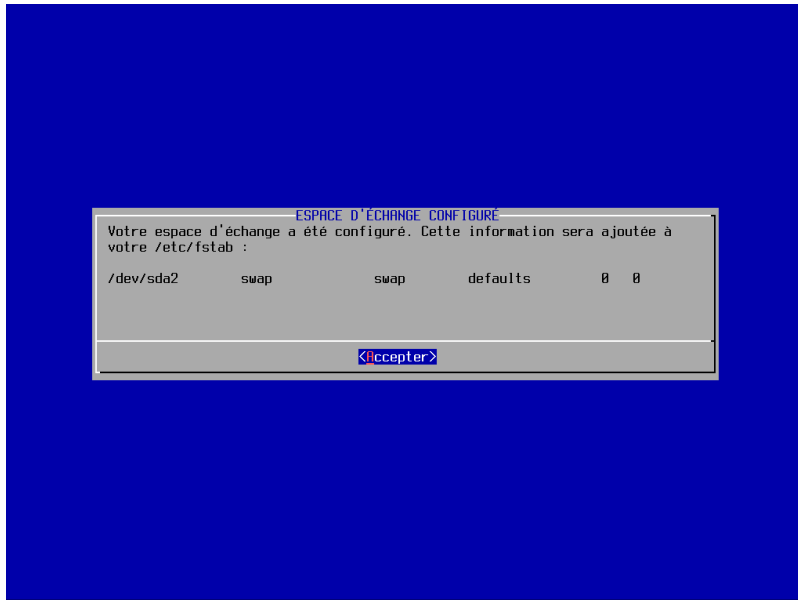 ESPACE D'ÉCHANGE CONFIGURÉ
Votre espace d'échange a été configuré. Cette information sera ajoutée à
votre /etc/fstab :
/dev/sda2        swap             swap        defaults         0   0
<Accepter>